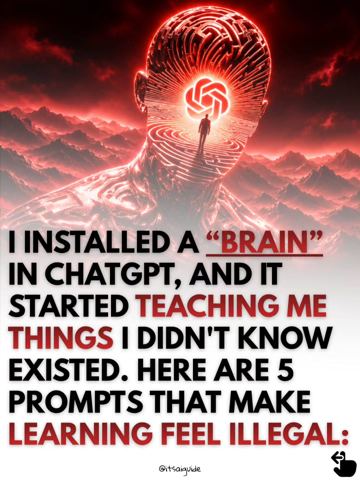 I INSTALLED A “BRAIN”
IN CHATGPT, AND IT
STARTED TEACHING ME
THINGS I DIDN'T KNOW
EXISTED. HERE ARE 5
PROMPTS THAT MAKE
LEARNING FEEL ILLEGAL:
@itsaiguide